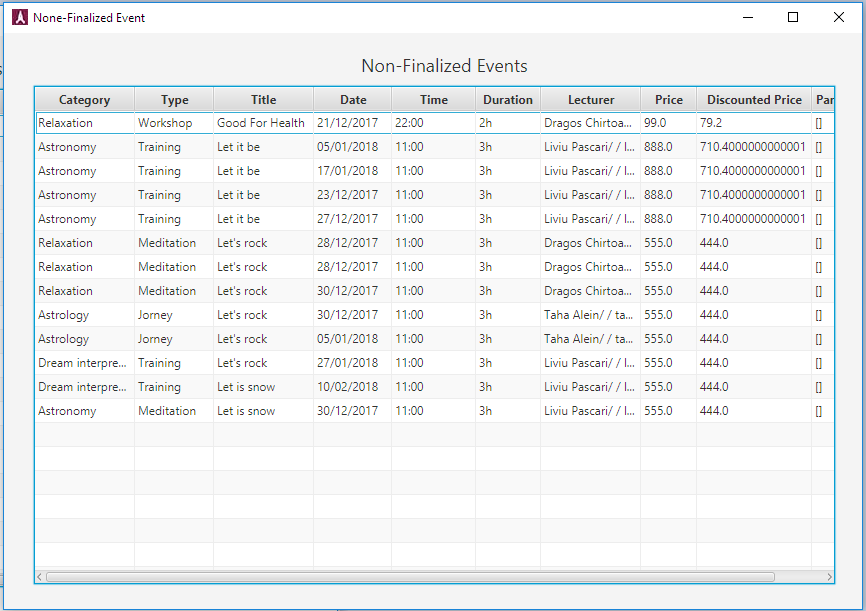 None-Finalized Event
Non-Finalized Events
Category Type Title Date Time Duration Lecturer Price Discounted Price Par
Relaxation Workshop Good For Health 21/12/2017 22:00 2h Dragos Chirtoa... 99.0 79.2 []
Astronomy Training Let it be 05/01/2018 11:00 3h Liviu Pascari/ / l... 888.0 710.4000000000001 []
Astronomy Training Let it be 17/01/2018 11:00 3h Liviu Pascari/ / l... 888.0 710.4000000000001 []
Astronomy Training Let it be 23/12/2017 11:00 3h Liviu Pascari/ / l... 888.0 710.4000000000001 []
Astronomy Training Let it be 27/12/2017 11:00 3h Liviu Pascari/ / l... 888.0 710.4000000000001 []
Relaxation Meditation Let's rock 28/12/2017 11:00 3h Dragos Chirtoa... 555.0 444.0 []
Relaxation Meditation Let's rock 28/12/2017 11:00 3h Dragos Chirtoa... 555.0 444.0 []
Relaxation Meditation Let's rock 30/12/2017 11:00 3h Dragos Chirtoa... 555.0 444.0 []
Astrology Jorney Let's rock 30/12/2017 11:00 3h Taha Alein/ / ta... 555.0 444.0 []
Astrology Jorney Let's rock 05/01/2018 11:00 3h Taha Alein/ / ta... 555.0 444.0 []
Dream interpre... Training Let's rock 27/01/2018 11:00 3h Liviu Pascari/ / l... 555.0 444.0 []
Dream interpre... Training Let is snow 10/02/2018 11:00 3h Liviu Pascari/ / l... 555.0 444.0 []
Astronomy Meditation Let is snow 30/12/2017 11:00 3h Liviu Pascari/ / l... 555.0 444.0 []